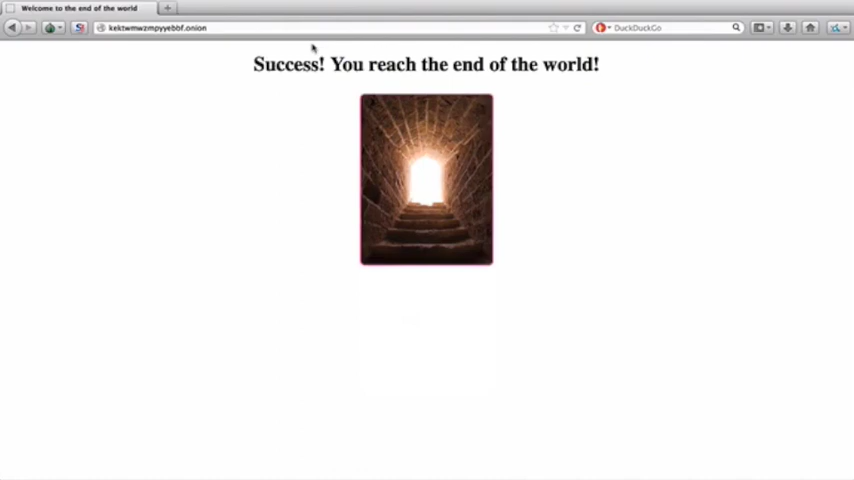 Welcome to the end of the world
kektwmwzmpyyebbf.onion
DuckDuckGo
Success! You reach the end of the world!